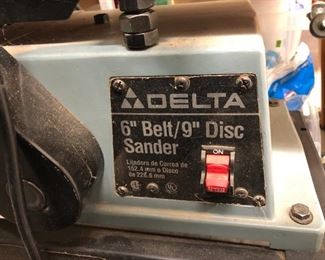 DELTA
6" Belt/9" Disc
Sander
Lijadora de Correa de
152.4 mm o Disco
de 228.6 mm
ON
UL